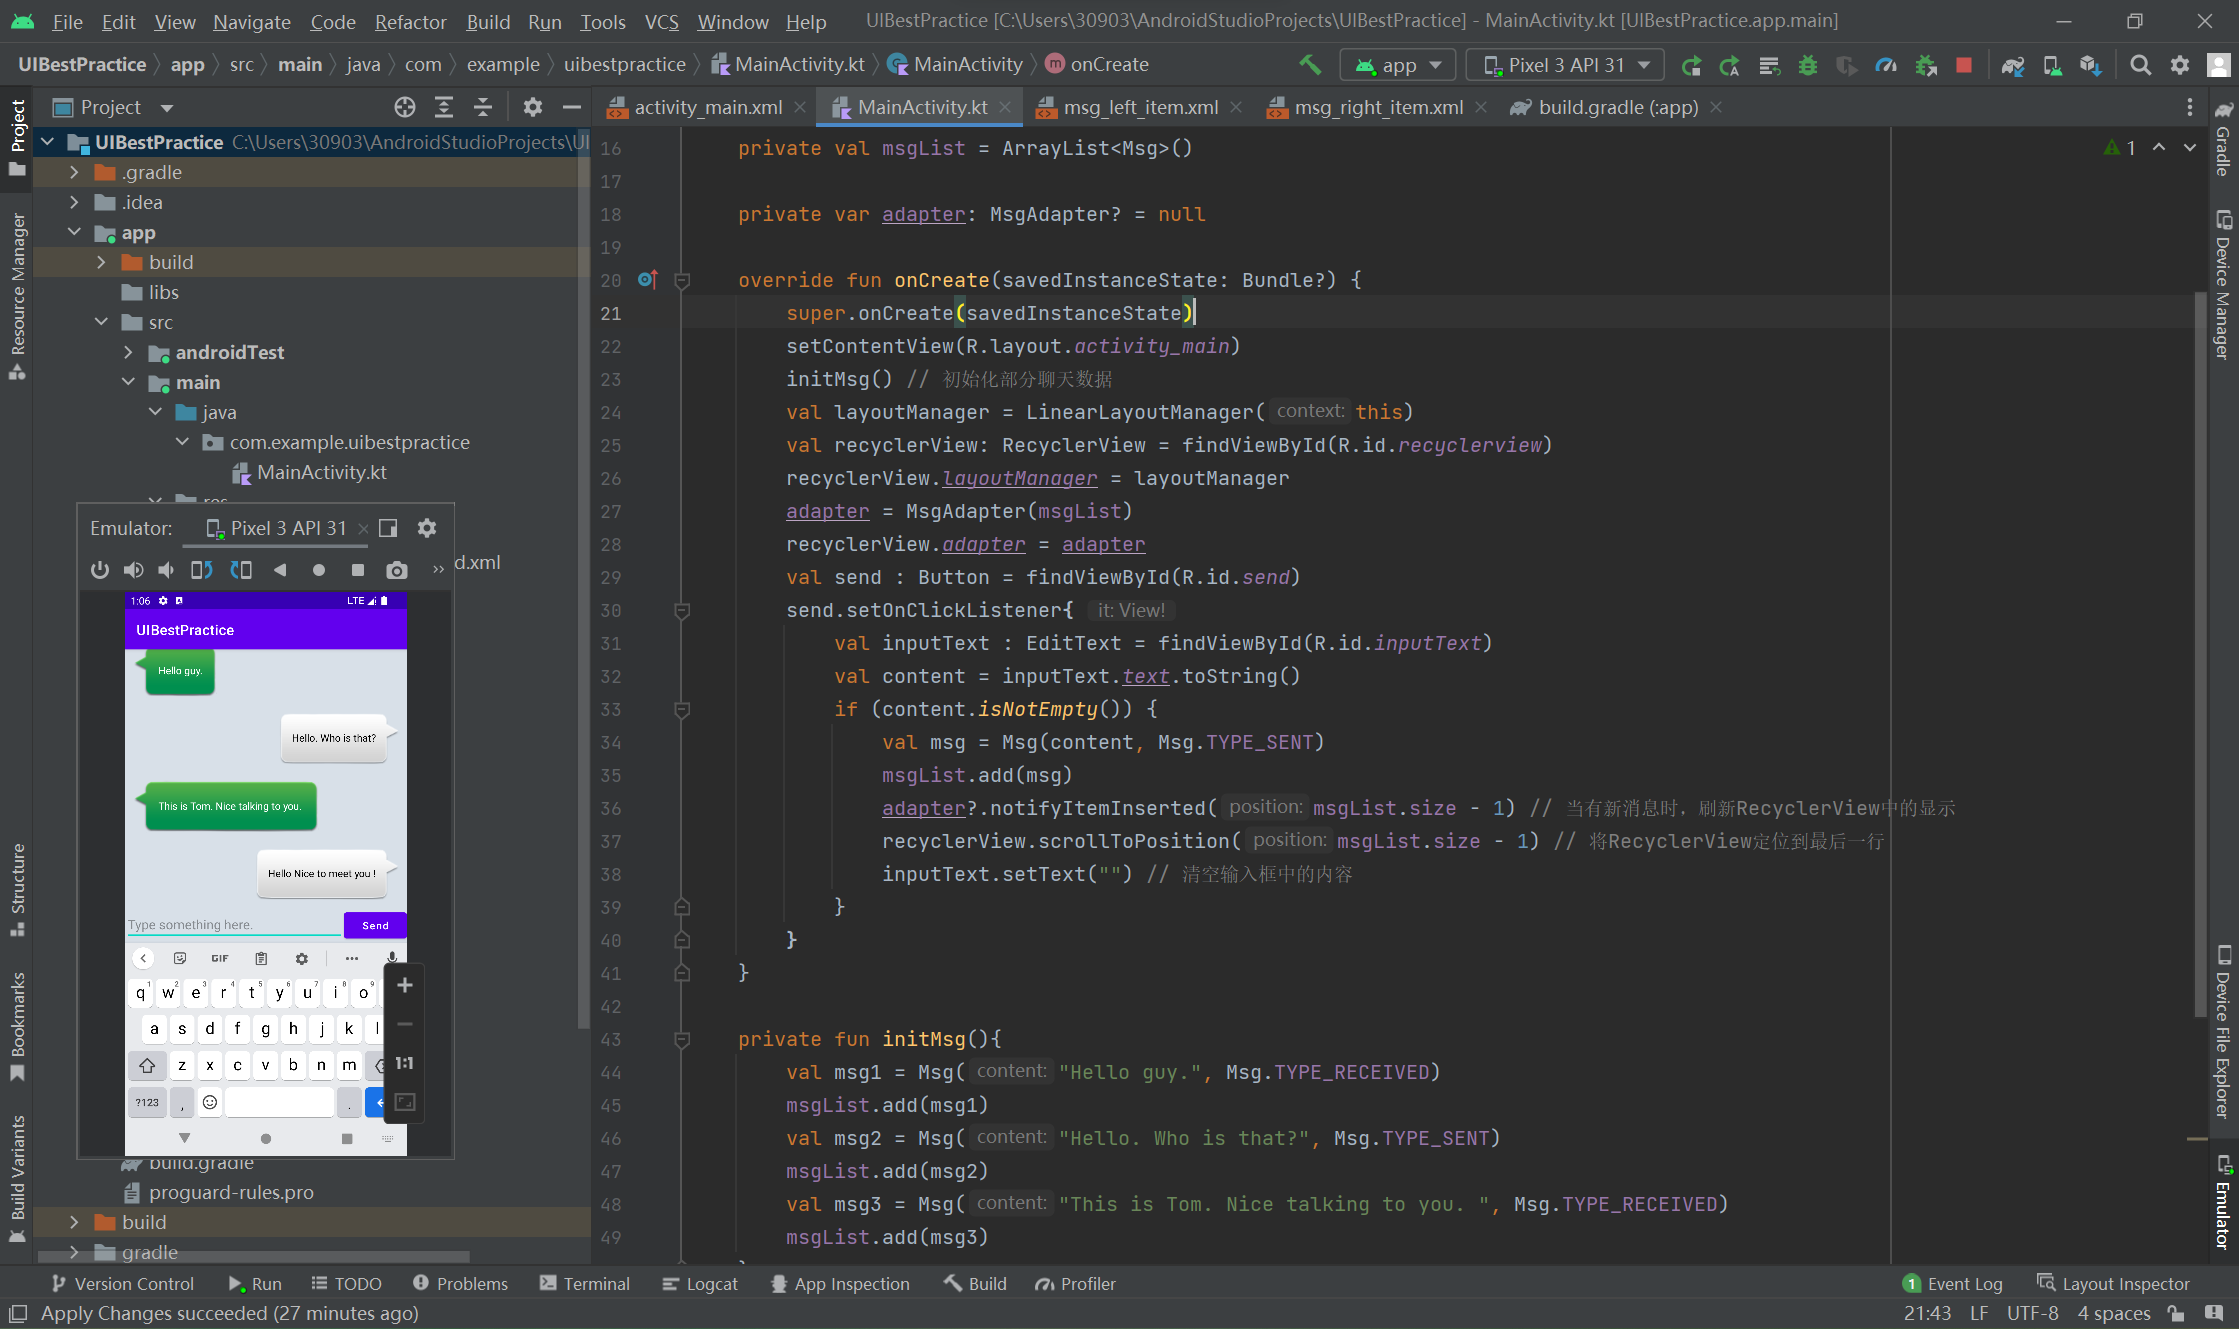 File Edit View Navigate Code Refactor Build Run Tools VCS Window Help UIBestPractice [C:\Users\30903\AndroidStudioProjects\UIBestPractice] - MainActivity.kt [UIBestPractice.app.main]
UIBestPractice app src main java com example uibestpractice MainActivity.kt MainActivity onCreate app Pixel 3 API 31
Project
activity_main.xml MainActivity.kt msg_left_item.xml msg_right_item.xml build.gradle (:app)
UIBestPractice C:\Users\30903\AndroidStudioProjects\UI
.gradle
.idea
app
build
libs
src
androidTest
main
java
com.example.uibestpractice
MainActivity.kt
res
d.xml
build.gradle
proguard-rules.pro
build
gradle
Project
Resource Manager
Structure
Bookmarks
Build Variants
Emulator: Pixel 3 API 31
1:06 LTE
UIBestPractice
Hello guy.
Hello. Who is that?
This is Tom. Nice talking to you.
Hello Nice to meet you !
Type something here. Send
GIF
q1 w2 e3 r4 t5 y6 u7 i8 o9
a s d f g h j k l
z x c v b n m
?123 , .
1:1
1
16 private val msgList = ArrayList<Msg>()
17
18 private var adapter: MsgAdapter? = null
19
20 override fun onCreate(savedInstanceState: Bundle?) {
21 super.onCreate(savedInstanceState)
22 setContentView(R.layout.activity_main)
23 initMsg() // 初始化部分聊天数据
24 val layoutManager = LinearLayoutManager( context: this)
25 val recyclerView: RecyclerView = findViewById(R.id.recyclerview)
26 recyclerView.layoutManager = layoutManager
27 adapter = MsgAdapter(msgList)
28 recyclerView.adapter = adapter
29 val send : Button = findViewById(R.id.send)
30 send.setOnClickListener{ it: View!
31 val inputText : EditText = findViewById(R.id.inputText)
32 val content = inputText.text.toString()
33 if (content.isNotEmpty()) {
34 val msg = Msg(content, Msg.TYPE_SENT)
35 msgList.add(msg)
36 adapter?.notifyItemInserted( position: msgList.size - 1) // 当有新消息时，刷新RecyclerView中的显示
37 recyclerView.scrollToPosition( position: msgList.size - 1) // 将RecyclerView定位到最后一行
38 inputText.setText("") // 清空输入框中的内容
39 }
40 }
41 }
42
43 private fun initMsg(){
44 val msg1 = Msg( content: "Hello guy.", Msg.TYPE_RECEIVED)
45 msgList.add(msg1)
46 val msg2 = Msg( content: "Hello. Who is that?", Msg.TYPE_SENT)
47 msgList.add(msg2)
48 val msg3 = Msg( content: "This is Tom. Nice talking to you. ", Msg.TYPE_RECEIVED)
49 msgList.add(msg3)
Gradle
Device Manager
Device File Explorer
Emulator
Version Control Run TODO Problems Terminal Logcat App Inspection Build Profiler 1 Event Log Layout Inspector
Apply Changes succeeded (27 minutes ago) 21:43 LF UTF-8 4 spaces